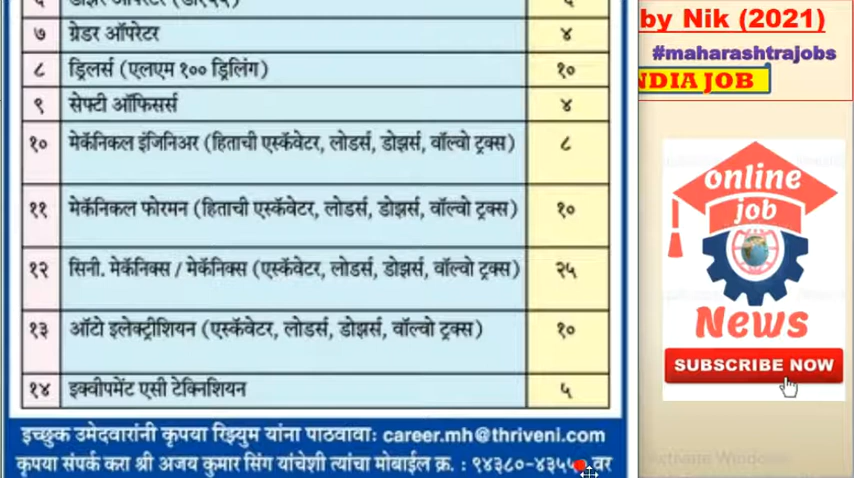 by Nik (2021)
#maharashtrajobs
NDIA JOB
७ ग्रेडर ऑपरेटर ४
८ ड्रिलर्स (एलएम १०० ड्रिलिंग) १०
९ सेफ्टी ऑफिसर्स ४
१० मेकॅनिकल इंजिनिअर (हिताची एस्कॅवेटर, लोडर्स, डोझर्स, वॉल्वो ट्रक्स) ८
११ मेकॅनिकल फोरमन (हिताची एस्कॅवेटर, लोडर्स, डोझर्स, वॉल्वो ट्रक्स) १०
१२ सिनी. मेकॅनिक्स / मेकॅनिक्स (एस्कॅवेटर, लोडर्स, डोझर्स, वॉल्वो ट्रक्स) २५
१३ ऑटो इलेक्ट्रीशियन (एस्कॅवेटर, लोडर्स, डोझर्स, वॉल्वो ट्रक्स) १०
१४ इक्वीपमेंट एसी टेक्निशियन ५
इच्छुक उमेदवारांनी कृपया रिझ्युम यांना पाठवावा: career.mh@thriveni.com
कृपया संपर्क करा श्री अजय कुमार सिंग यांचेशी त्यांचा मोबाईल क्र. : वर
online
job
News
SUBSCRIBE NOW
Activate Windows